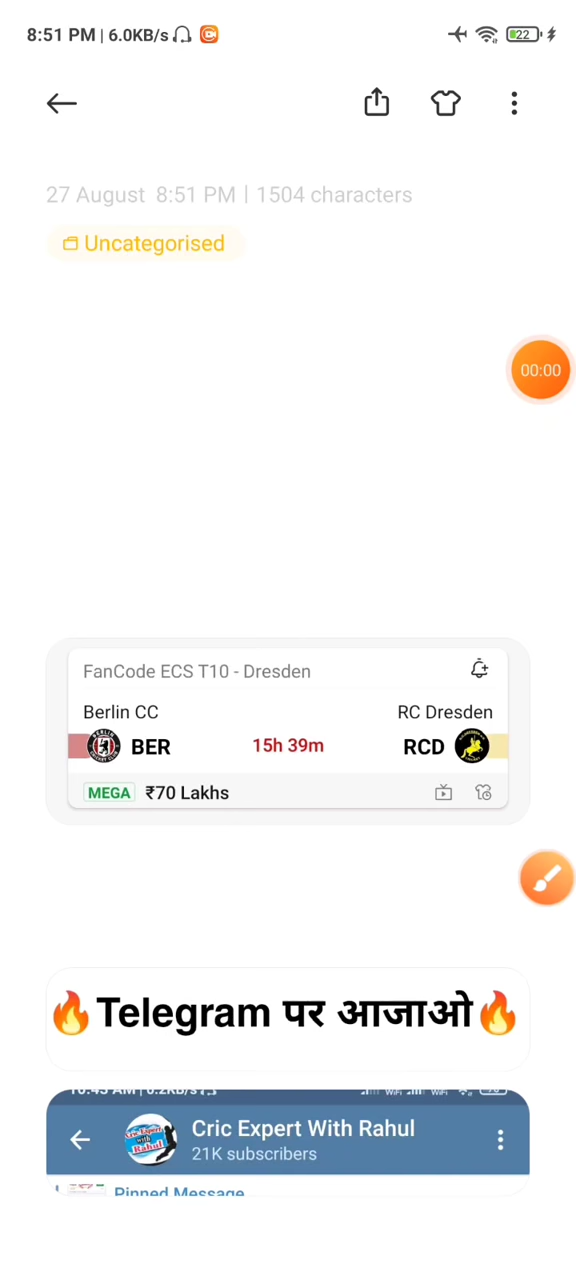 8:51 PM | 6.0KB/s
22
27 August 8:51 PM | 1504 characters
Uncategorised
00:00
FanCode ECS T10 - Dresden
Berlin CC
RC Dresden
BER
15h 39m
RCD
MEGA ₹70 Lakhs
🔥Telegram पर आजाओ🔥
Cric Expert With Rahul
21K subscribers
Pinned Message